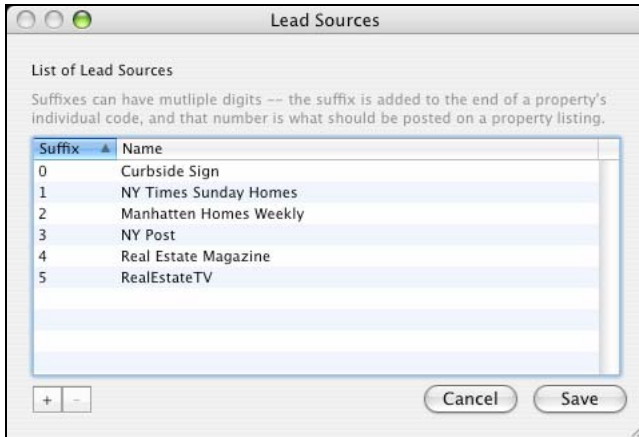 Lead Sources
List of Lead Sources
Suffixes can have mutliple digits -- the suffix is added to the end of a property's
individual code, and that number is what should be posted on a property listing.
Suffix Name
0 Curbside Sign
1 NY Times Sunday Homes
2 Manhatten Homes Weekly
3 NY Post
4 Real Estate Magazine
5 RealEstateTV
+ - Cancel Save